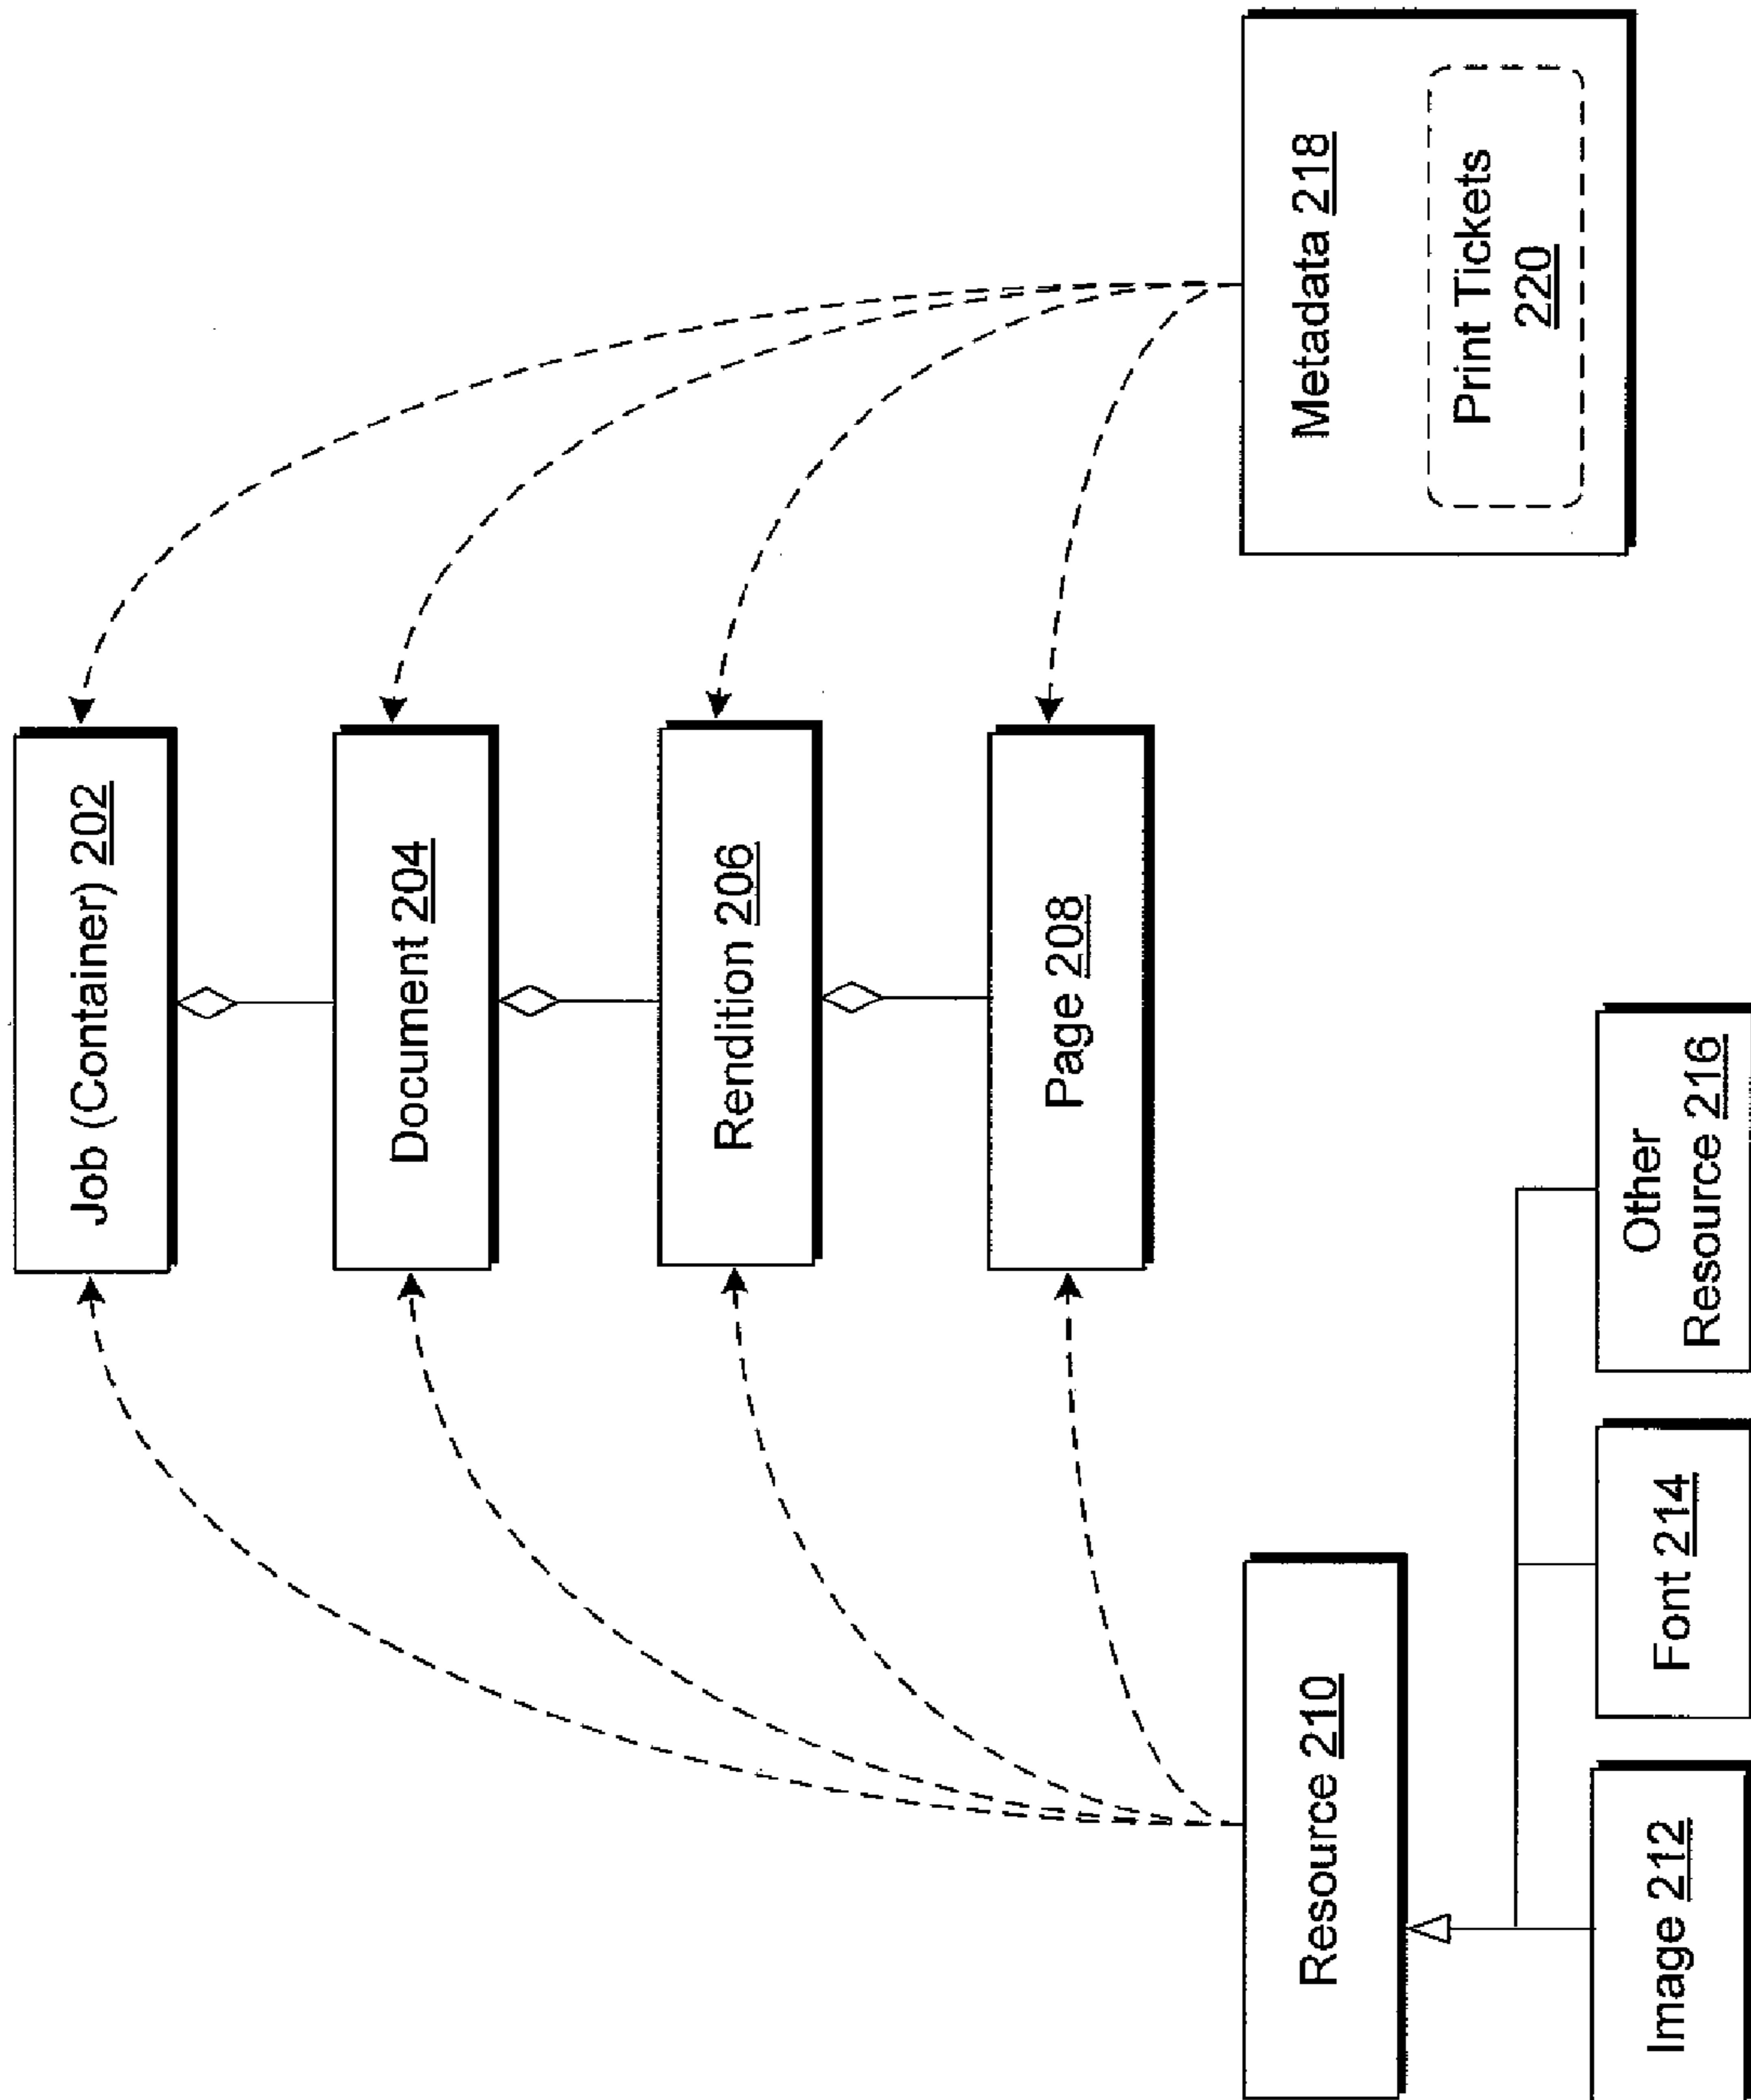 Job (Container) 202
Document 204
Rendition 206
Page 208
Resource 210
Metadata 218
Print Tickets
220
Image 212
Font 214
Other
Resource 216